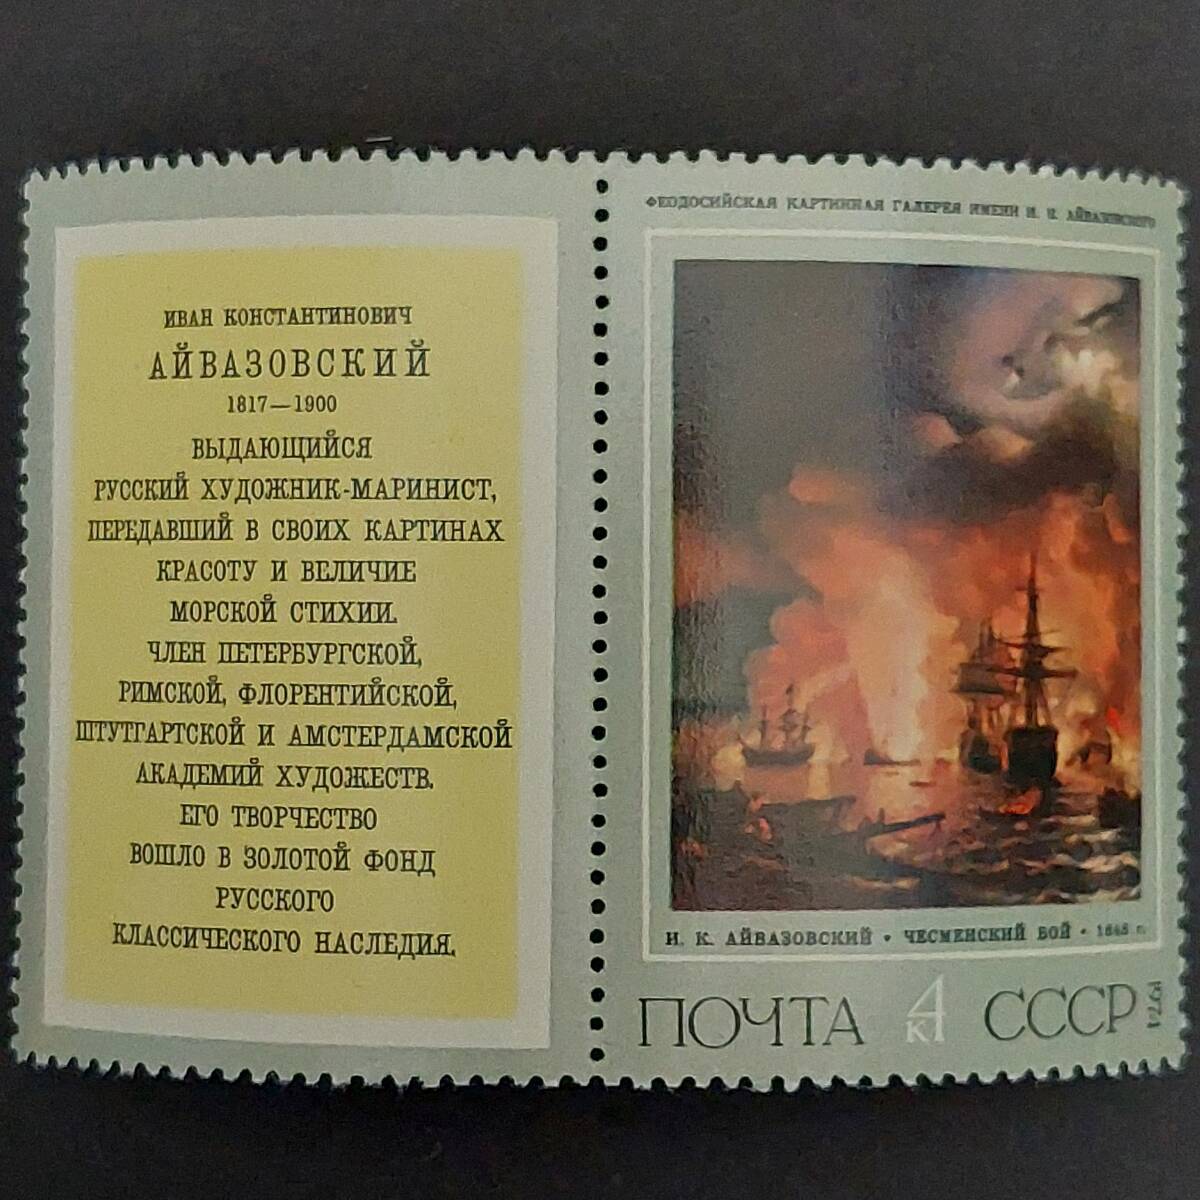 ИВАН КОНСТАНТИНОВИЧ
АЙВАЗОВСКИЙ
1817—1900
ВЫДАЮЩИЙСЯ
РУССКИЙ ХУДОЖНИК-МАРИНИСТ,
ПЕРЕДАВШИЙ В СВОИХ КАРТИНАХ
КРАСОТУ И ВЕЛИЧИЕ
МОРСКОЙ СТИХИИ.
ЧЛЕН ПЕТЕРБУРГСКОЙ,
РИМСКОЙ, ФЛОРЕНТИЙСКОЙ,
ШТУТГАРТСКОЙ И АМСТЕРДАМСКОЙ
АКАДЕМИЙ ХУДОЖЕСТВ.
ЕГО ТВОРЧЕСТВО
ВОШЛО В ЗОЛОТОЙ ФОНД
РУССКОГО
КЛАССИЧЕСКОГО НАСЛЕДИЯ.
ФЕОДОСИЙСКАЯ КАРТИННАЯ ГАЛЕРЕЯ ИМЕНИ И. К. АЙВАЗОВСКОГО
И. К. АЙВАЗОВСКИЙ • ЧЕСМЕНСКИЙ БОЙ • 1848 г.
ПОЧТА 4 К СССР
1974